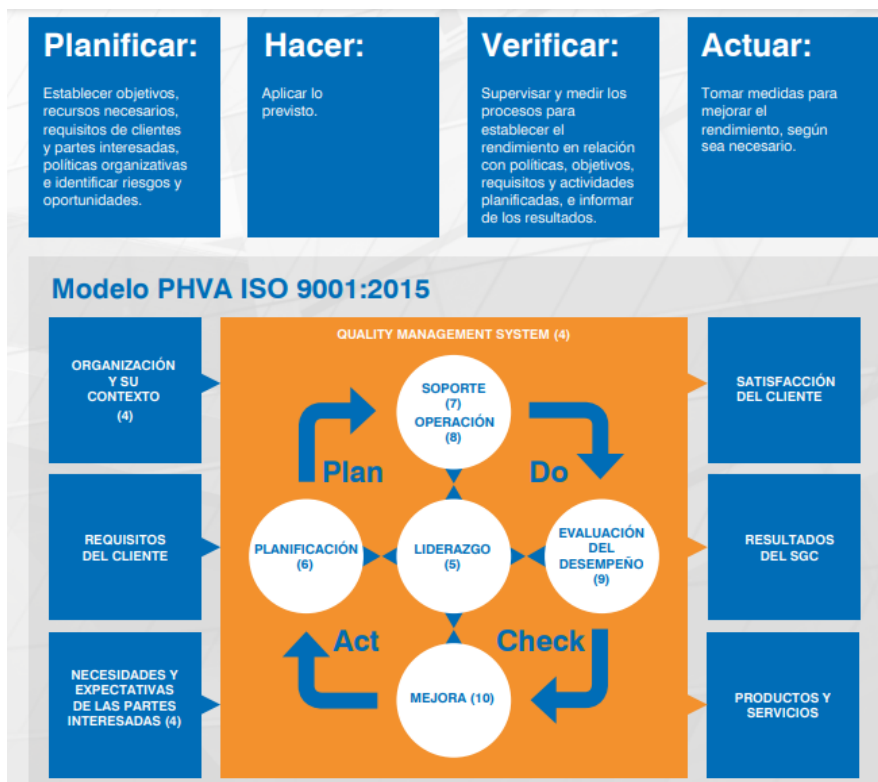 Planificar:
Establecer objetivos,
recursos necesarios,
requisitos de clientes
y partes interesadas,
políticas organizativas
e identificar riesgos y
oportunidades.
Hacer:
Aplicar lo
previsto.
Verificar:
Supervisar y medir los
procesos para
establecer el
rendimiento en relación
con políticas, objetivos,
requisitos y actividades
planificadas, e informar
de los resultados.
Actuar:
Tomar medidas para
mejorar el
rendimiento, según
sea necesario.
Modelo PHVA ISO 9001:2015
ORGANIZACIÓN
Y SU
CONTEXTO
(4)
REQUISITOS
DEL CLIENTE
NECESIDADES Y
EXPECTATIVAS
DE LAS PARTES
INTERESADAS (4)
QUALITY MANAGEMENT SYSTEM (4)
SOPORTE
(7)
OPERACIÓN
(8)
Plan
Do
PLANIFICACIÓN
(6)
LIDERAZGO
(5)
EVALUACIÓN
DEL
DESEMPEÑO
(9)
Act
Check
MEJORA (10)
SATISFACCIÓN
DEL CLIENTE
RESULTADOS
DEL SGC
PRODUCTOS Y
SERVICIOS